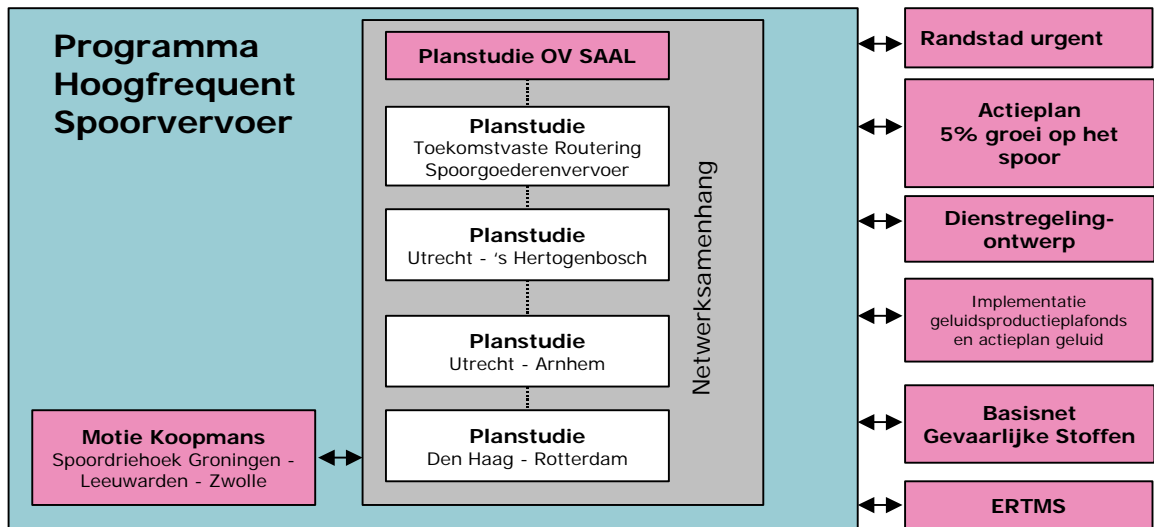 Programma
Hoogfrequent
Spoorvervoer
Planstudie OV SAAL
Planstudie
Toekomstvaste Routering
Spoorgoederenvervoer
Planstudie
Utrecht - ‘s Hertogenbosch
Planstudie
Utrecht - Arnhem
Planstudie
Den Haag - Rotterdam
Netwerksamenhang
Motie Koopmans
Spoordriehoek Groningen -
Leeuwarden - Zwolle
Randstad urgent
Actieplan
5% groei op het
spoor
Dienstregeling-
ontwerp
Implementatie
geluidsproductieplafonds
en actieplan geluid
Basisnet
Gevaarlijke Stoffen
ERTMS